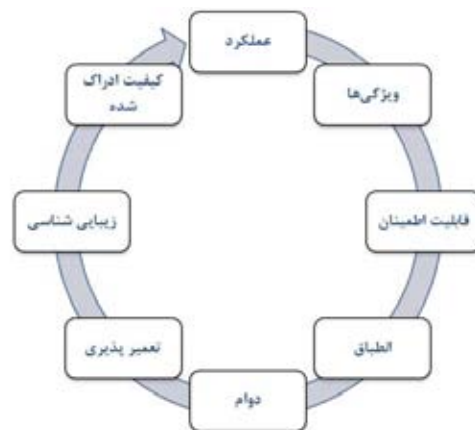 عملکرد
ویژگی‌ها
قابلیت اطمینان
انطباق
دوام
تعمیر پذیری
زیبایی شناسی
کیفیت ادراک
شده